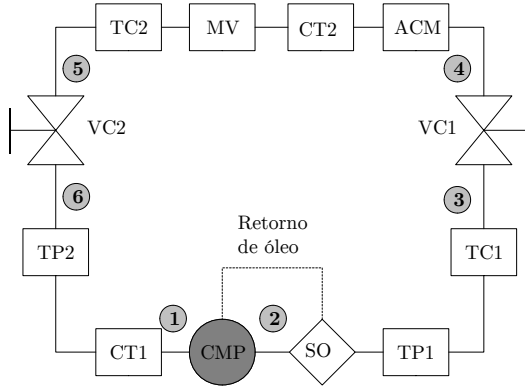 TC2
MV
CT2
ACM
5
4
VC2
VC1
6
3
TP2
TC1
Retorno
de óleo
1
2
CT1
CMP
SO
TP1